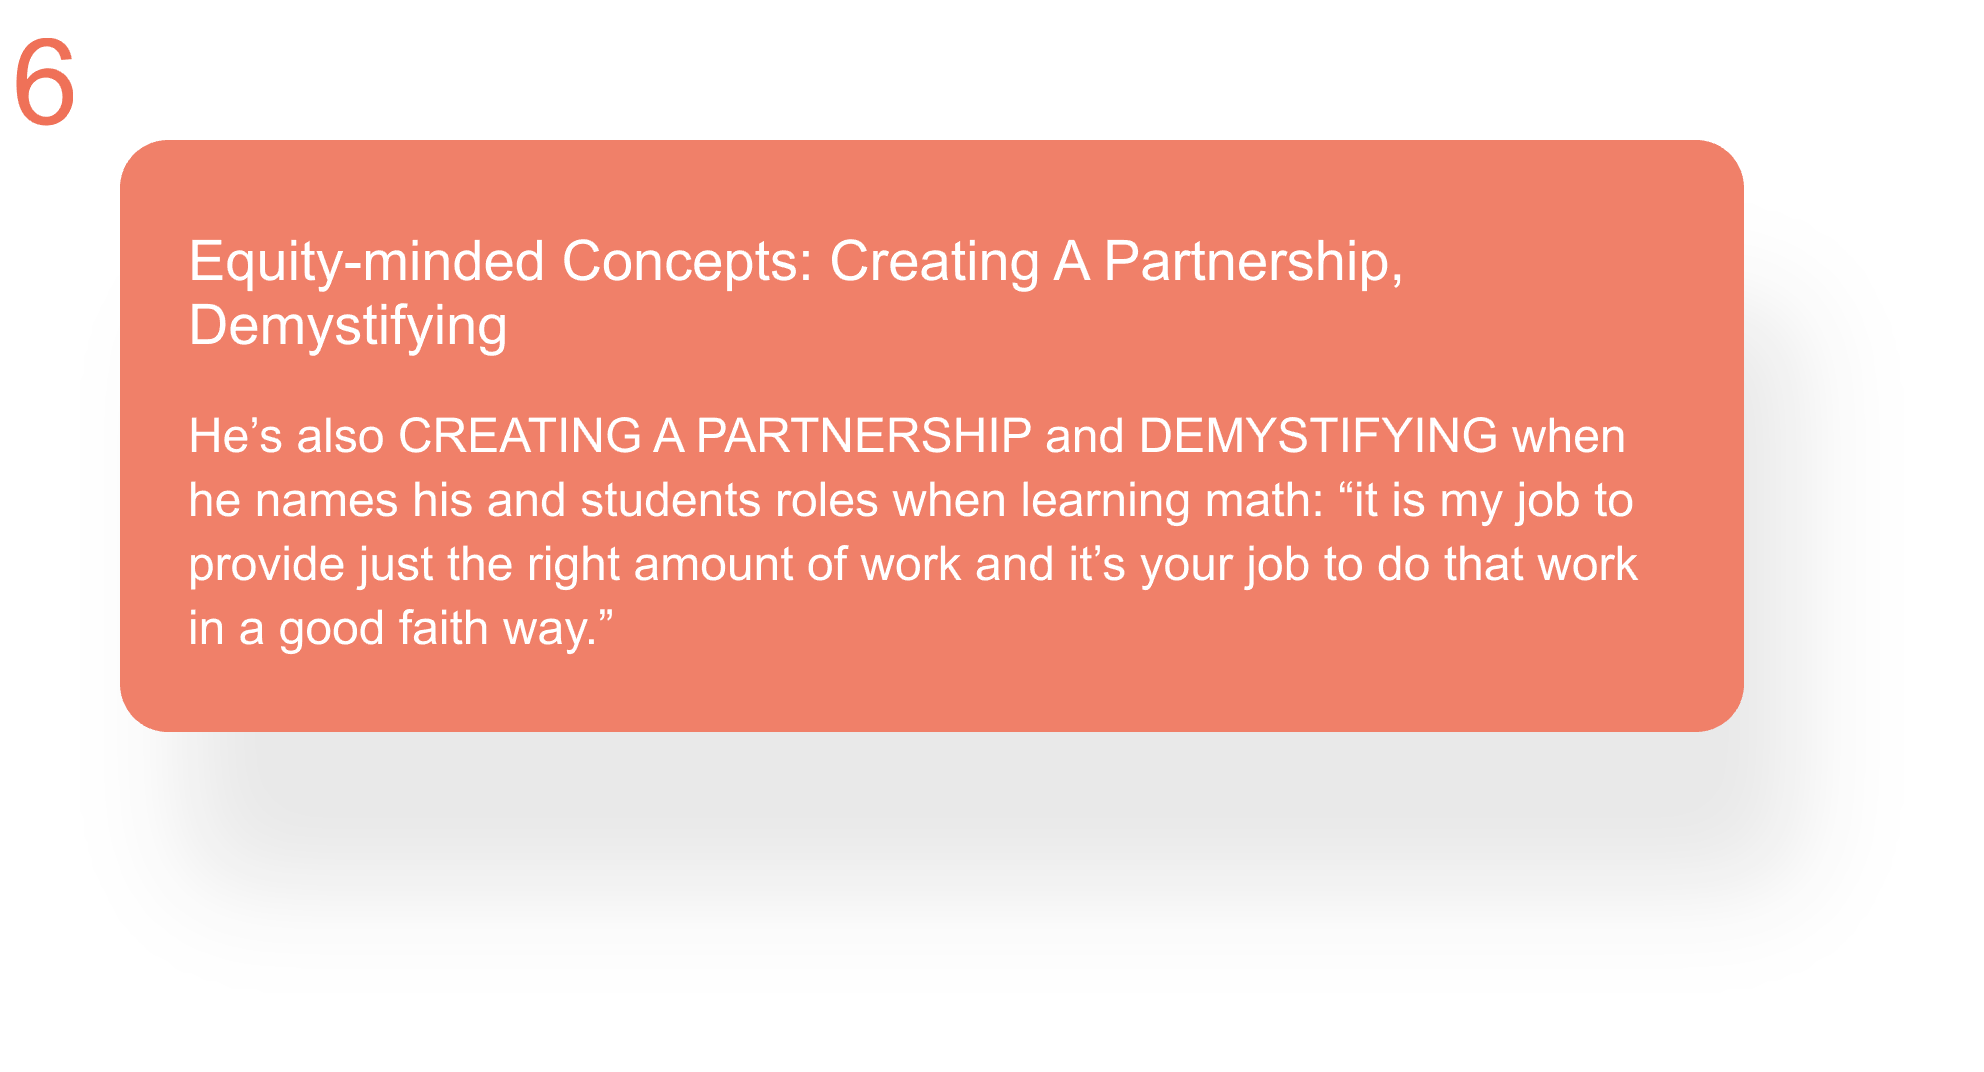 6
Equity-minded Concepts: Creating A Partnership,
Demystifying
He’s also CREATING A PARTNERSHIP and DEMYSTIFYING when
he names his and students roles when learning math: “it is my job to
provide just the right amount of work and it’s your job to do that work
in a good faith way.”